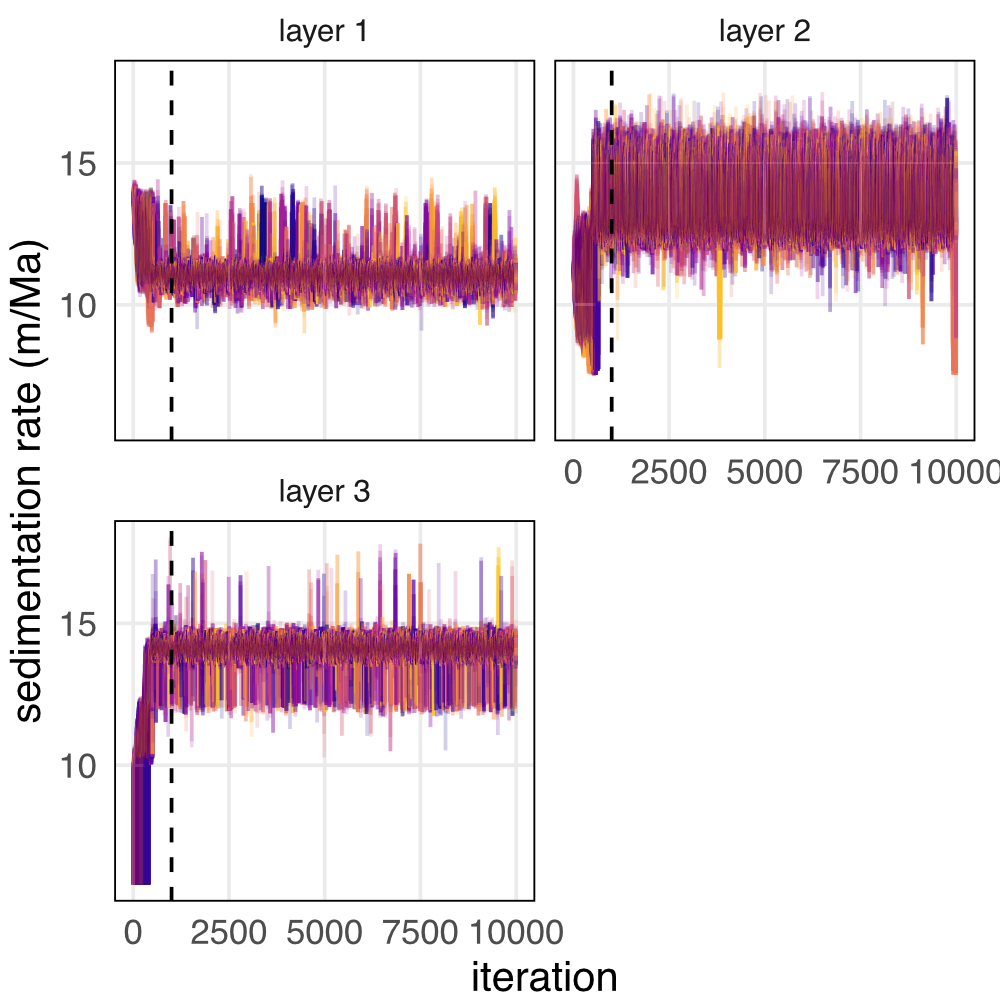 layer 1
layer 2
15
10
0 2500 5000 7500 10000
layer 3
15
10
0 2500 5000 7500 10000
iteration
sedimentation rate (m/Ma)